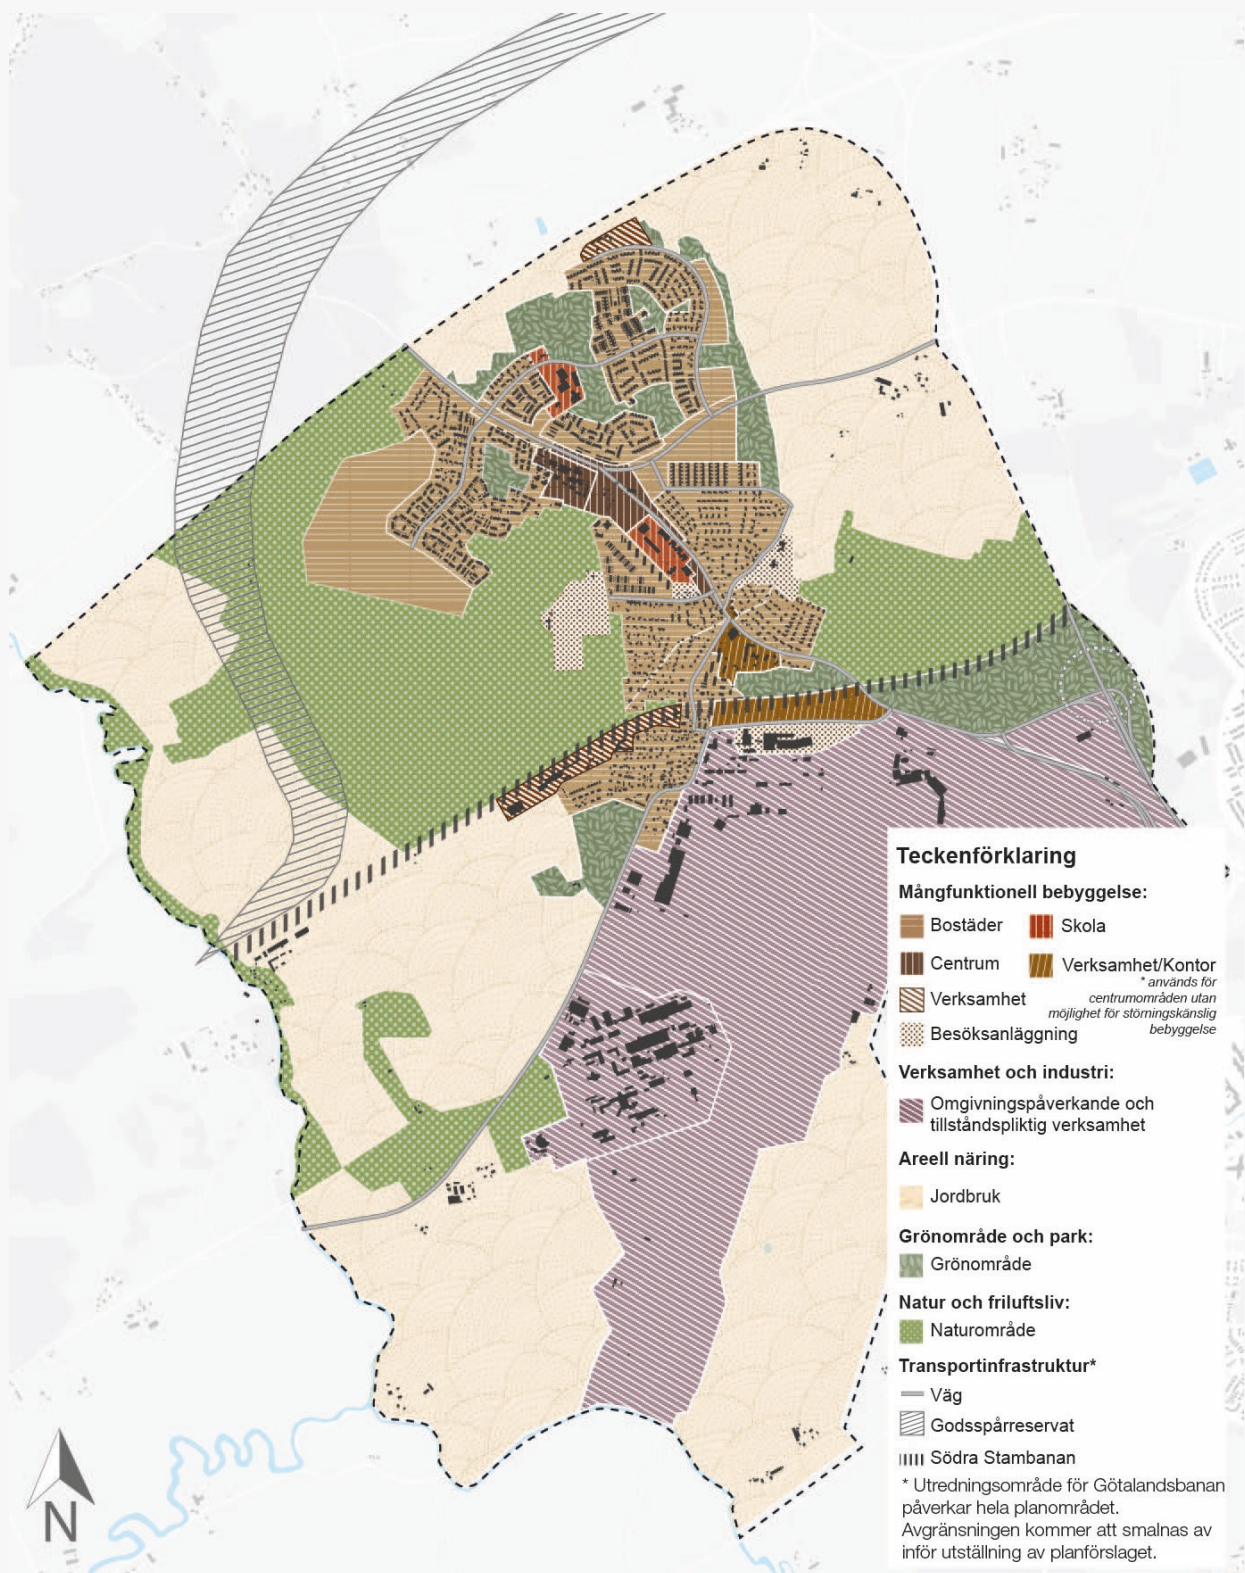 Teckenförklaring
Mångfunktionell bebyggelse:
Bostäder
Skola
Centrum
Verksamhet/Kontor
* används för
centrumområden utan
möjlighet för störningskänslig
bebyggelse
Verksamhet
Besöksanläggning
Verksamhet och industri:
Omgivningspåverkande och
tillståndspliktig verksamhet
Areell näring:
Jordbruk
Grönområde och park:
Grönområde
Natur och friluftsliv:
Naturområde
Transportinfrastruktur*
Väg
Godsspårreservat
Södra Stambanan
* Utredningsområde för Götalandsbanan
påverkar hela planområdet.
Avgränsningen kommer att smalnas av
inför utställning av planförslaget.
N